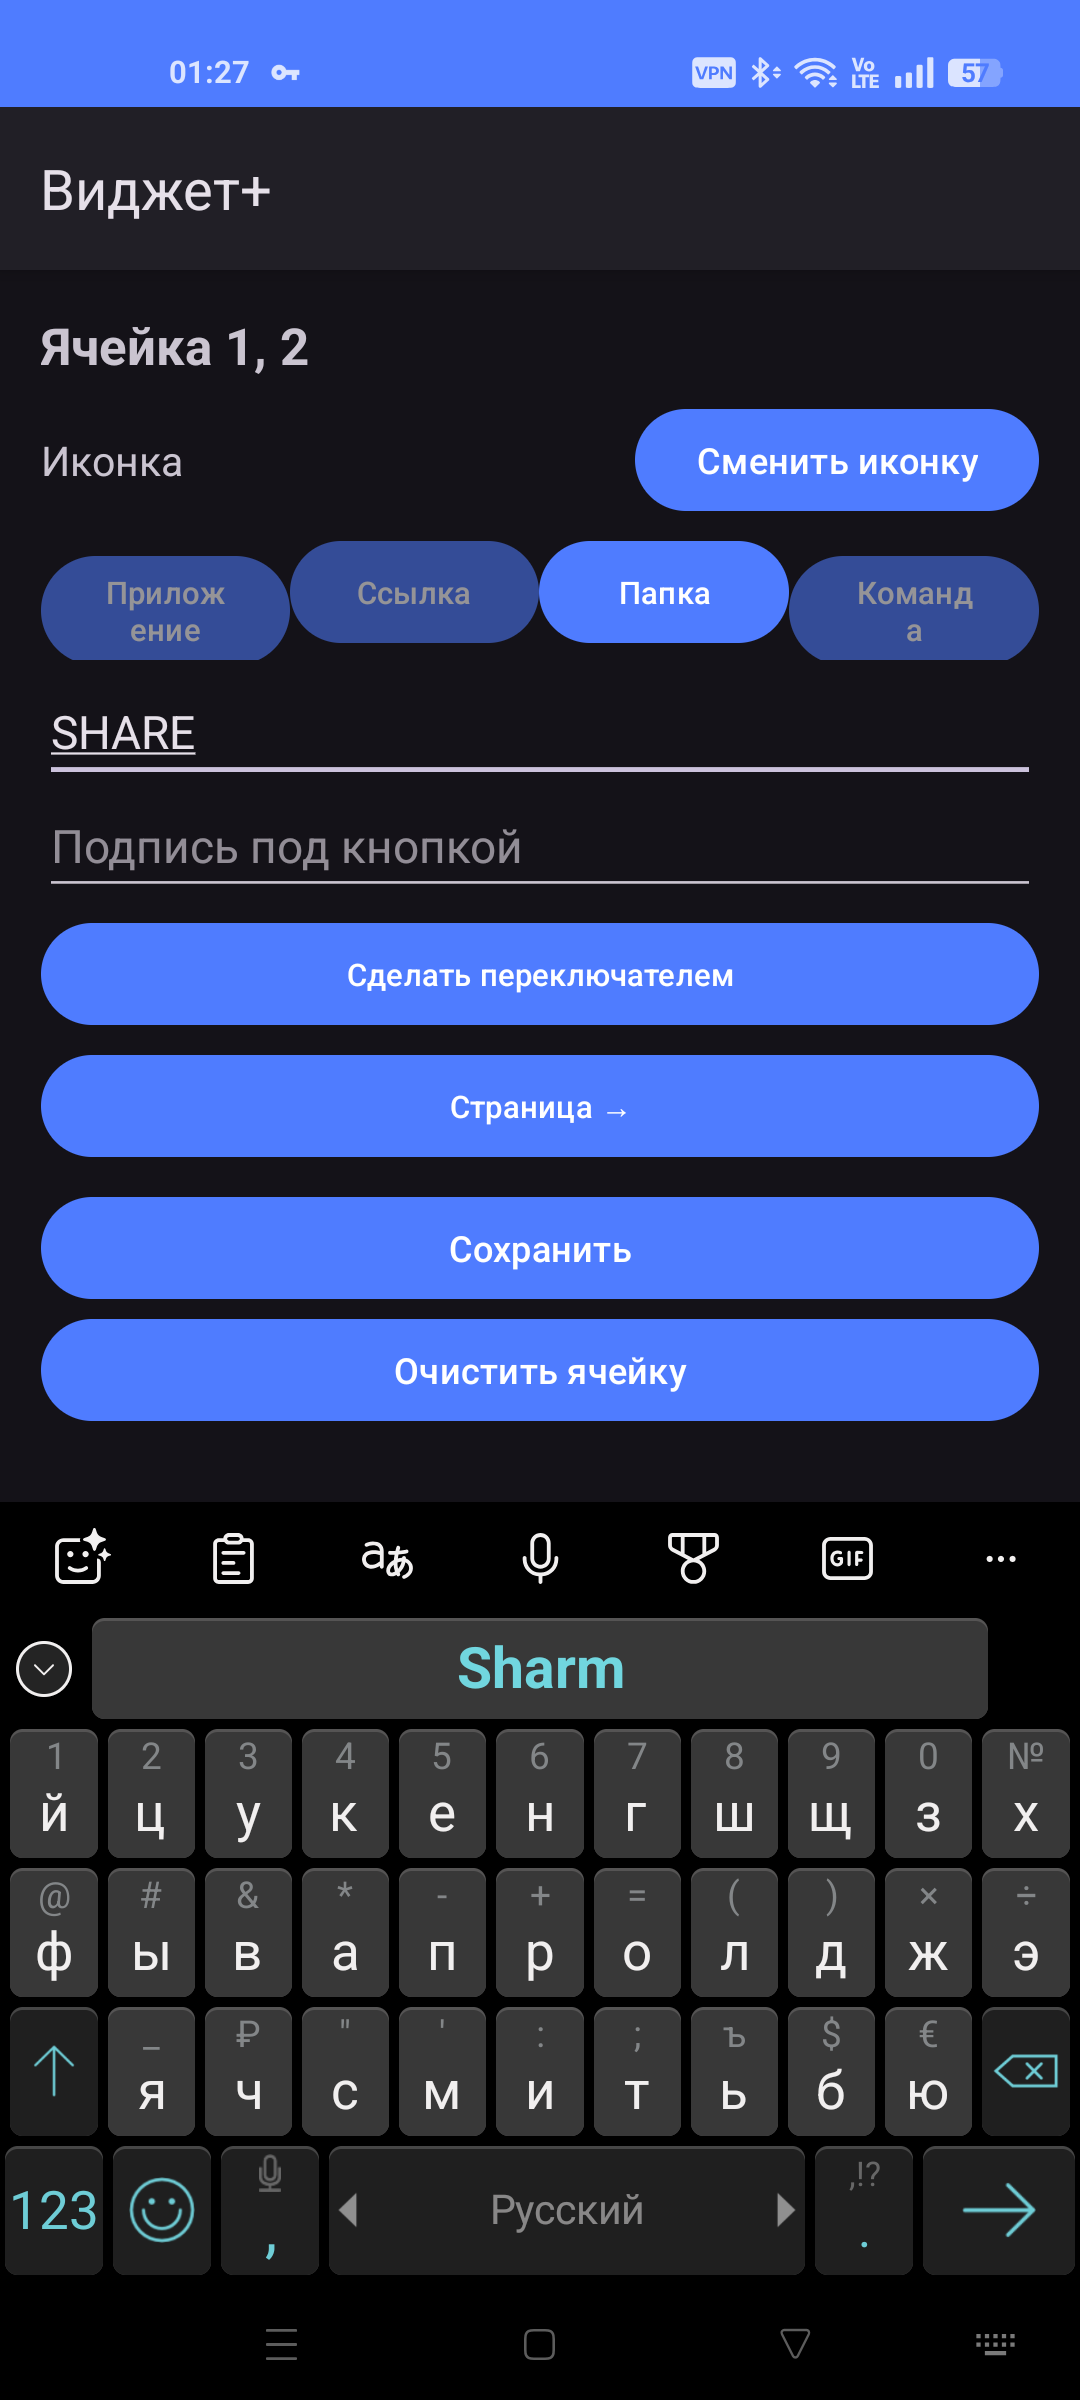 01:27 VPN Vo LTE 57
Виджет+
Ячейка 1, 2
Иконка Сменить иконку
Прилож
ение
Ссылка
Папка
Команд
а
SHARE
Подпись под кнопкой
Сделать переключателем
Страница →
Сохранить
Очистить ячейку
aあ GIF ...
Sharm
1 2 3 4 5 6 7 8 9 0 №
й ц у к е н г ш щ з х
@ # & * - + = ( ) × ÷
ф ы в а п р о л д ж э
_ ₽ " ' : ; ъ $ €
я ч с м и т ь б ю
,!?
123 , Русский .